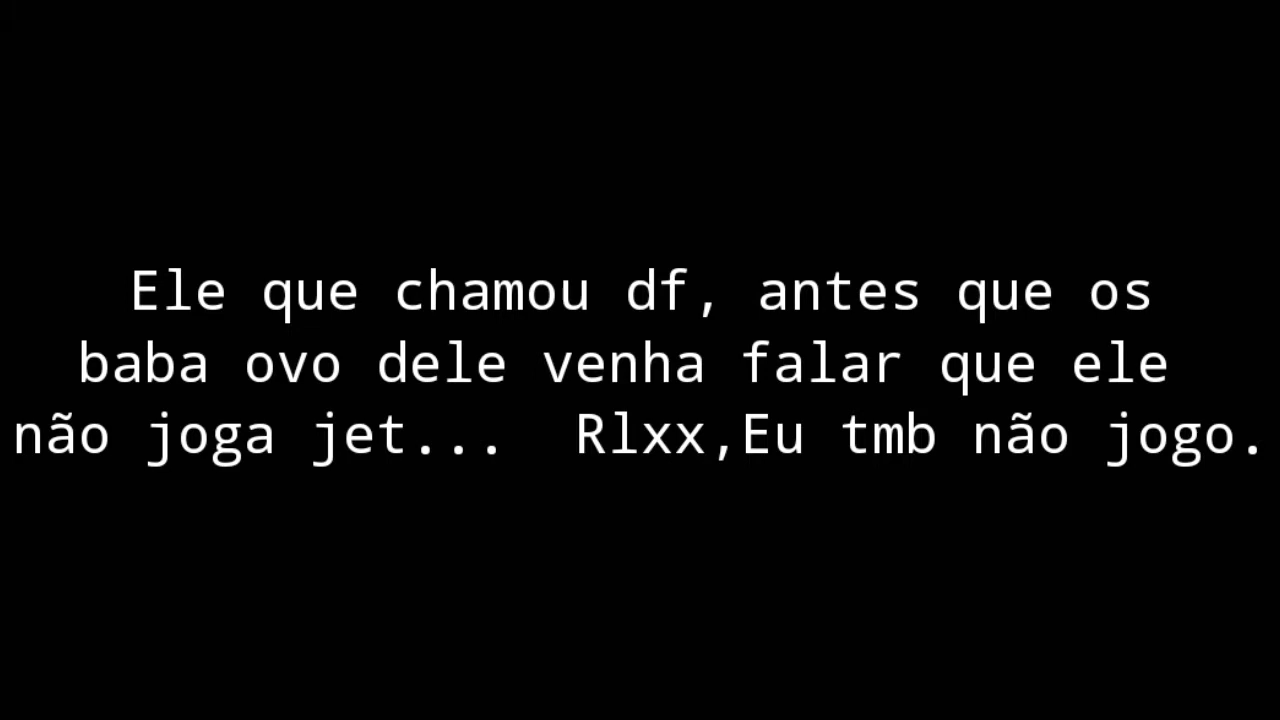 Ele que chamou df, antes que os
baba ovo dele venha falar que ele
não joga jet...  Rlxx,Eu tmb não jogo.